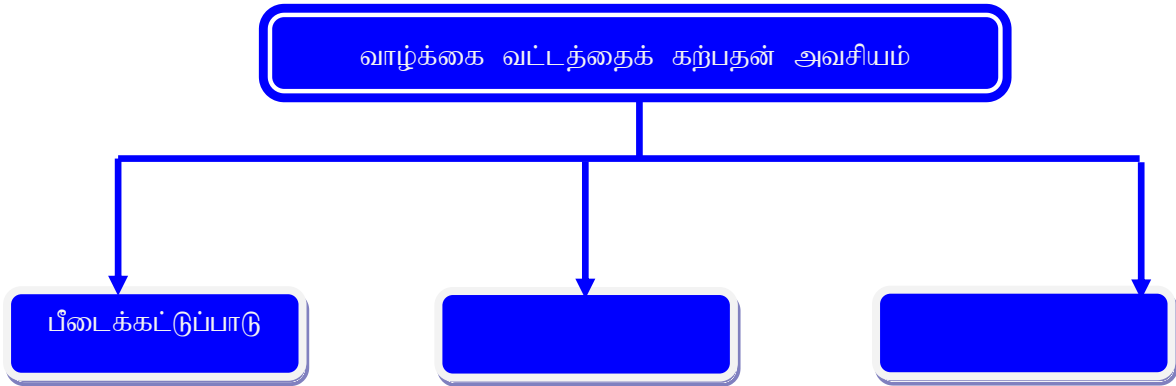 வாழ்க்கை வட்டத்தைக் கற்பதன் அவசியம்
பீடைக்கட்டுப்பாடு